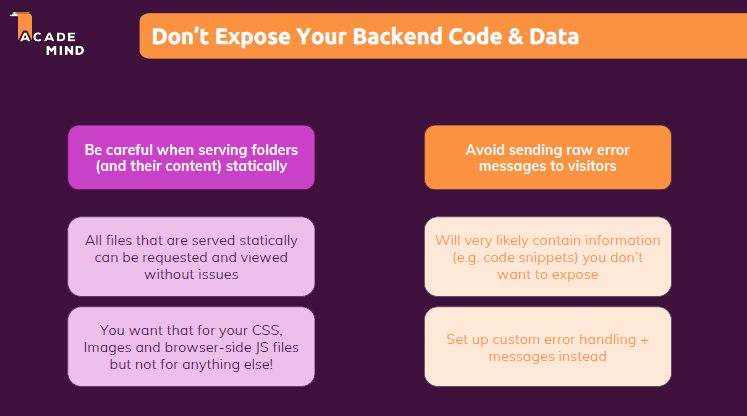 ACADE
MIND
Don't Expose Your Backend Code & Data
Be careful when serving folders
(and their content) statically
All files that are served statically
can be requested and viewed
without issues
You want that for your CSS,
Images and browser-side JS files
but not for anything else!
Avoid sending raw error
messages to visitors
Will very likely contain information
(e.g. code snippets) you don't
want to expose
Set up custom error handling +
messages instead